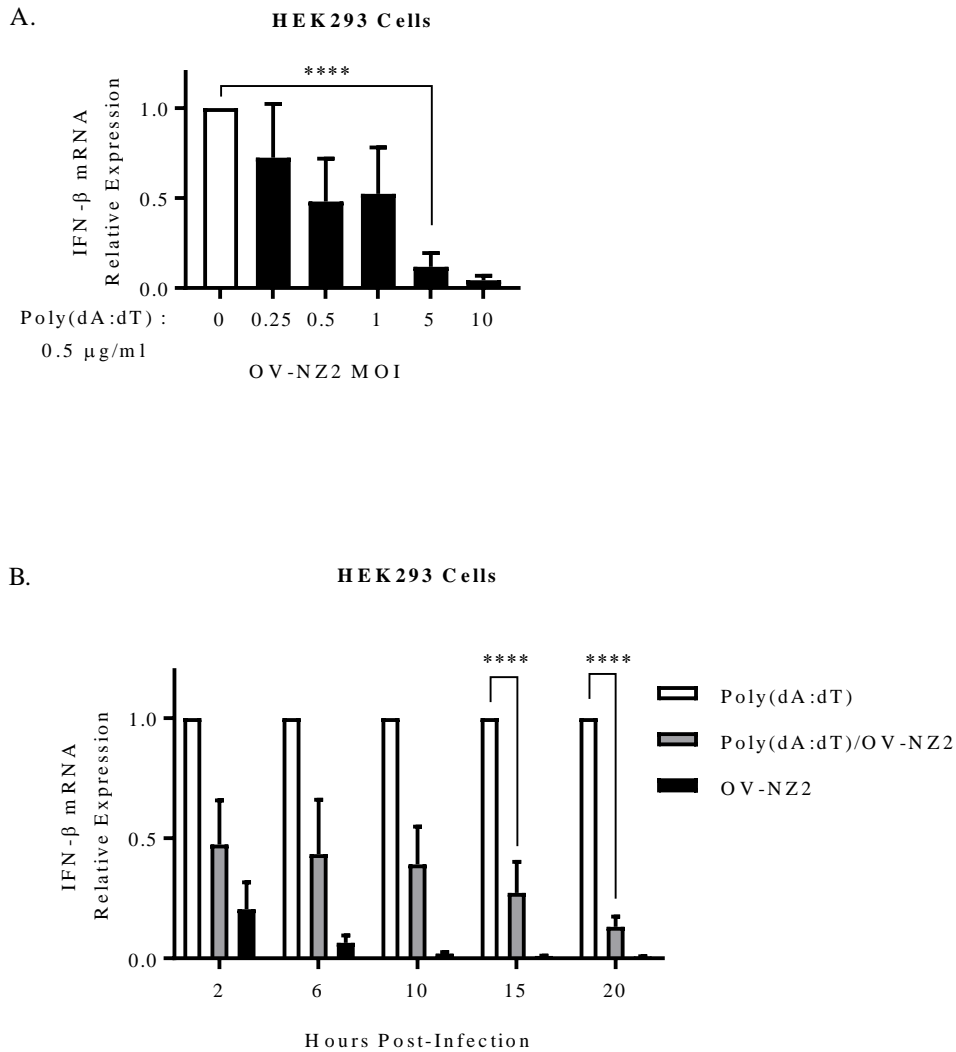 A.
HEK293 Cells
****
IFN-β mRNA
Relative Expression
1.0
0.5
0.0
Poly(dA:dT) : 0 0.25 0.5 1 5 10
0.5 µg/ml
OV-NZ2 MOI
B.
HEK293 Cells
**** ****
IFN-β mRNA
Relative Expression
1.0
0.5
0.0
Poly(dA:dT)
Poly(dA:dT)/OV-NZ2
OV-NZ2
2 6 10 15 20
Hours Post-Infection